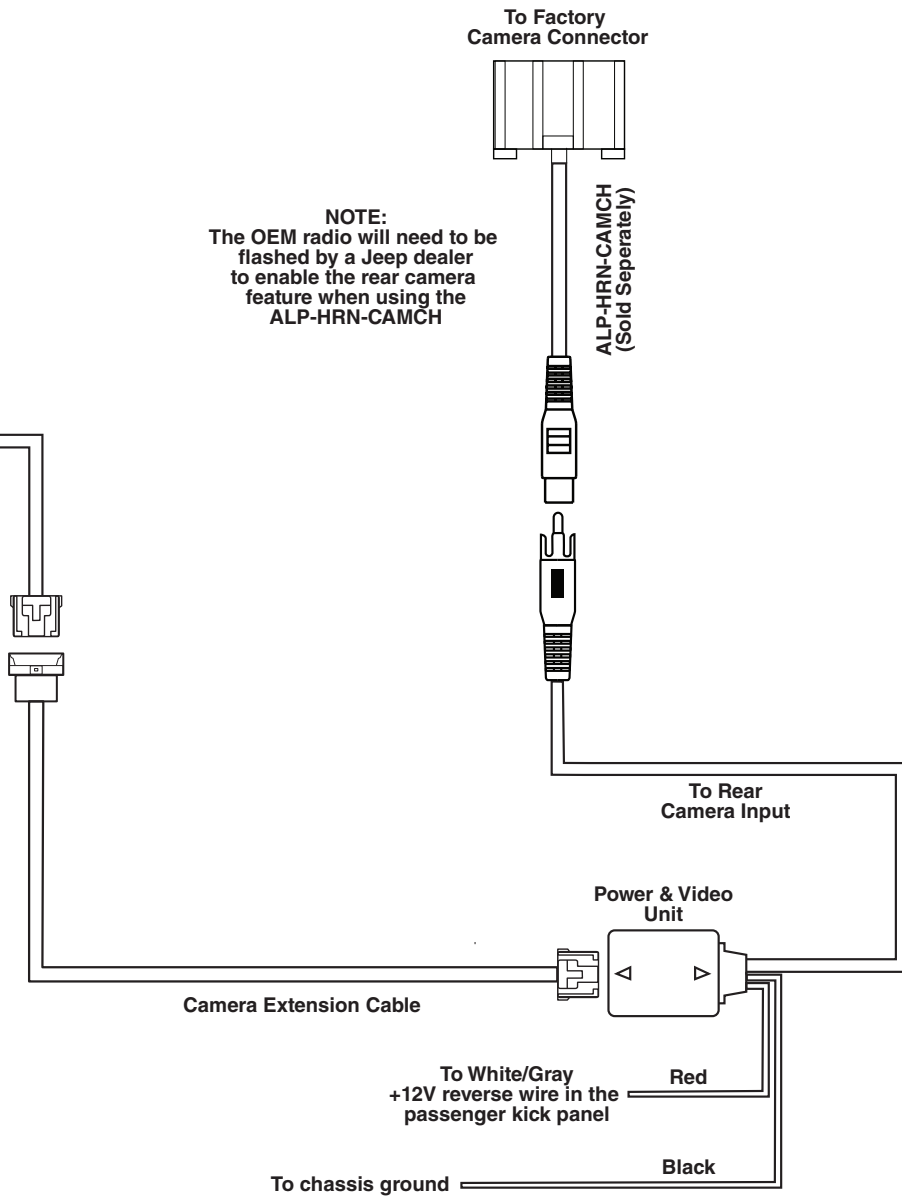 To Factory
Camera Connector
NOTE:
The OEM radio will need to be
flashed by a Jeep dealer
to enable the rear camera
feature when using the
ALP-HRN-CAMCH
ALP-HRN-CAMCH
(Sold Seperately)
To Rear
Camera Input
Power & Video
Unit
Camera Extension Cable
To White/Gray
+12V reverse wire in the
passenger kick panel
Red
Black
To chassis ground